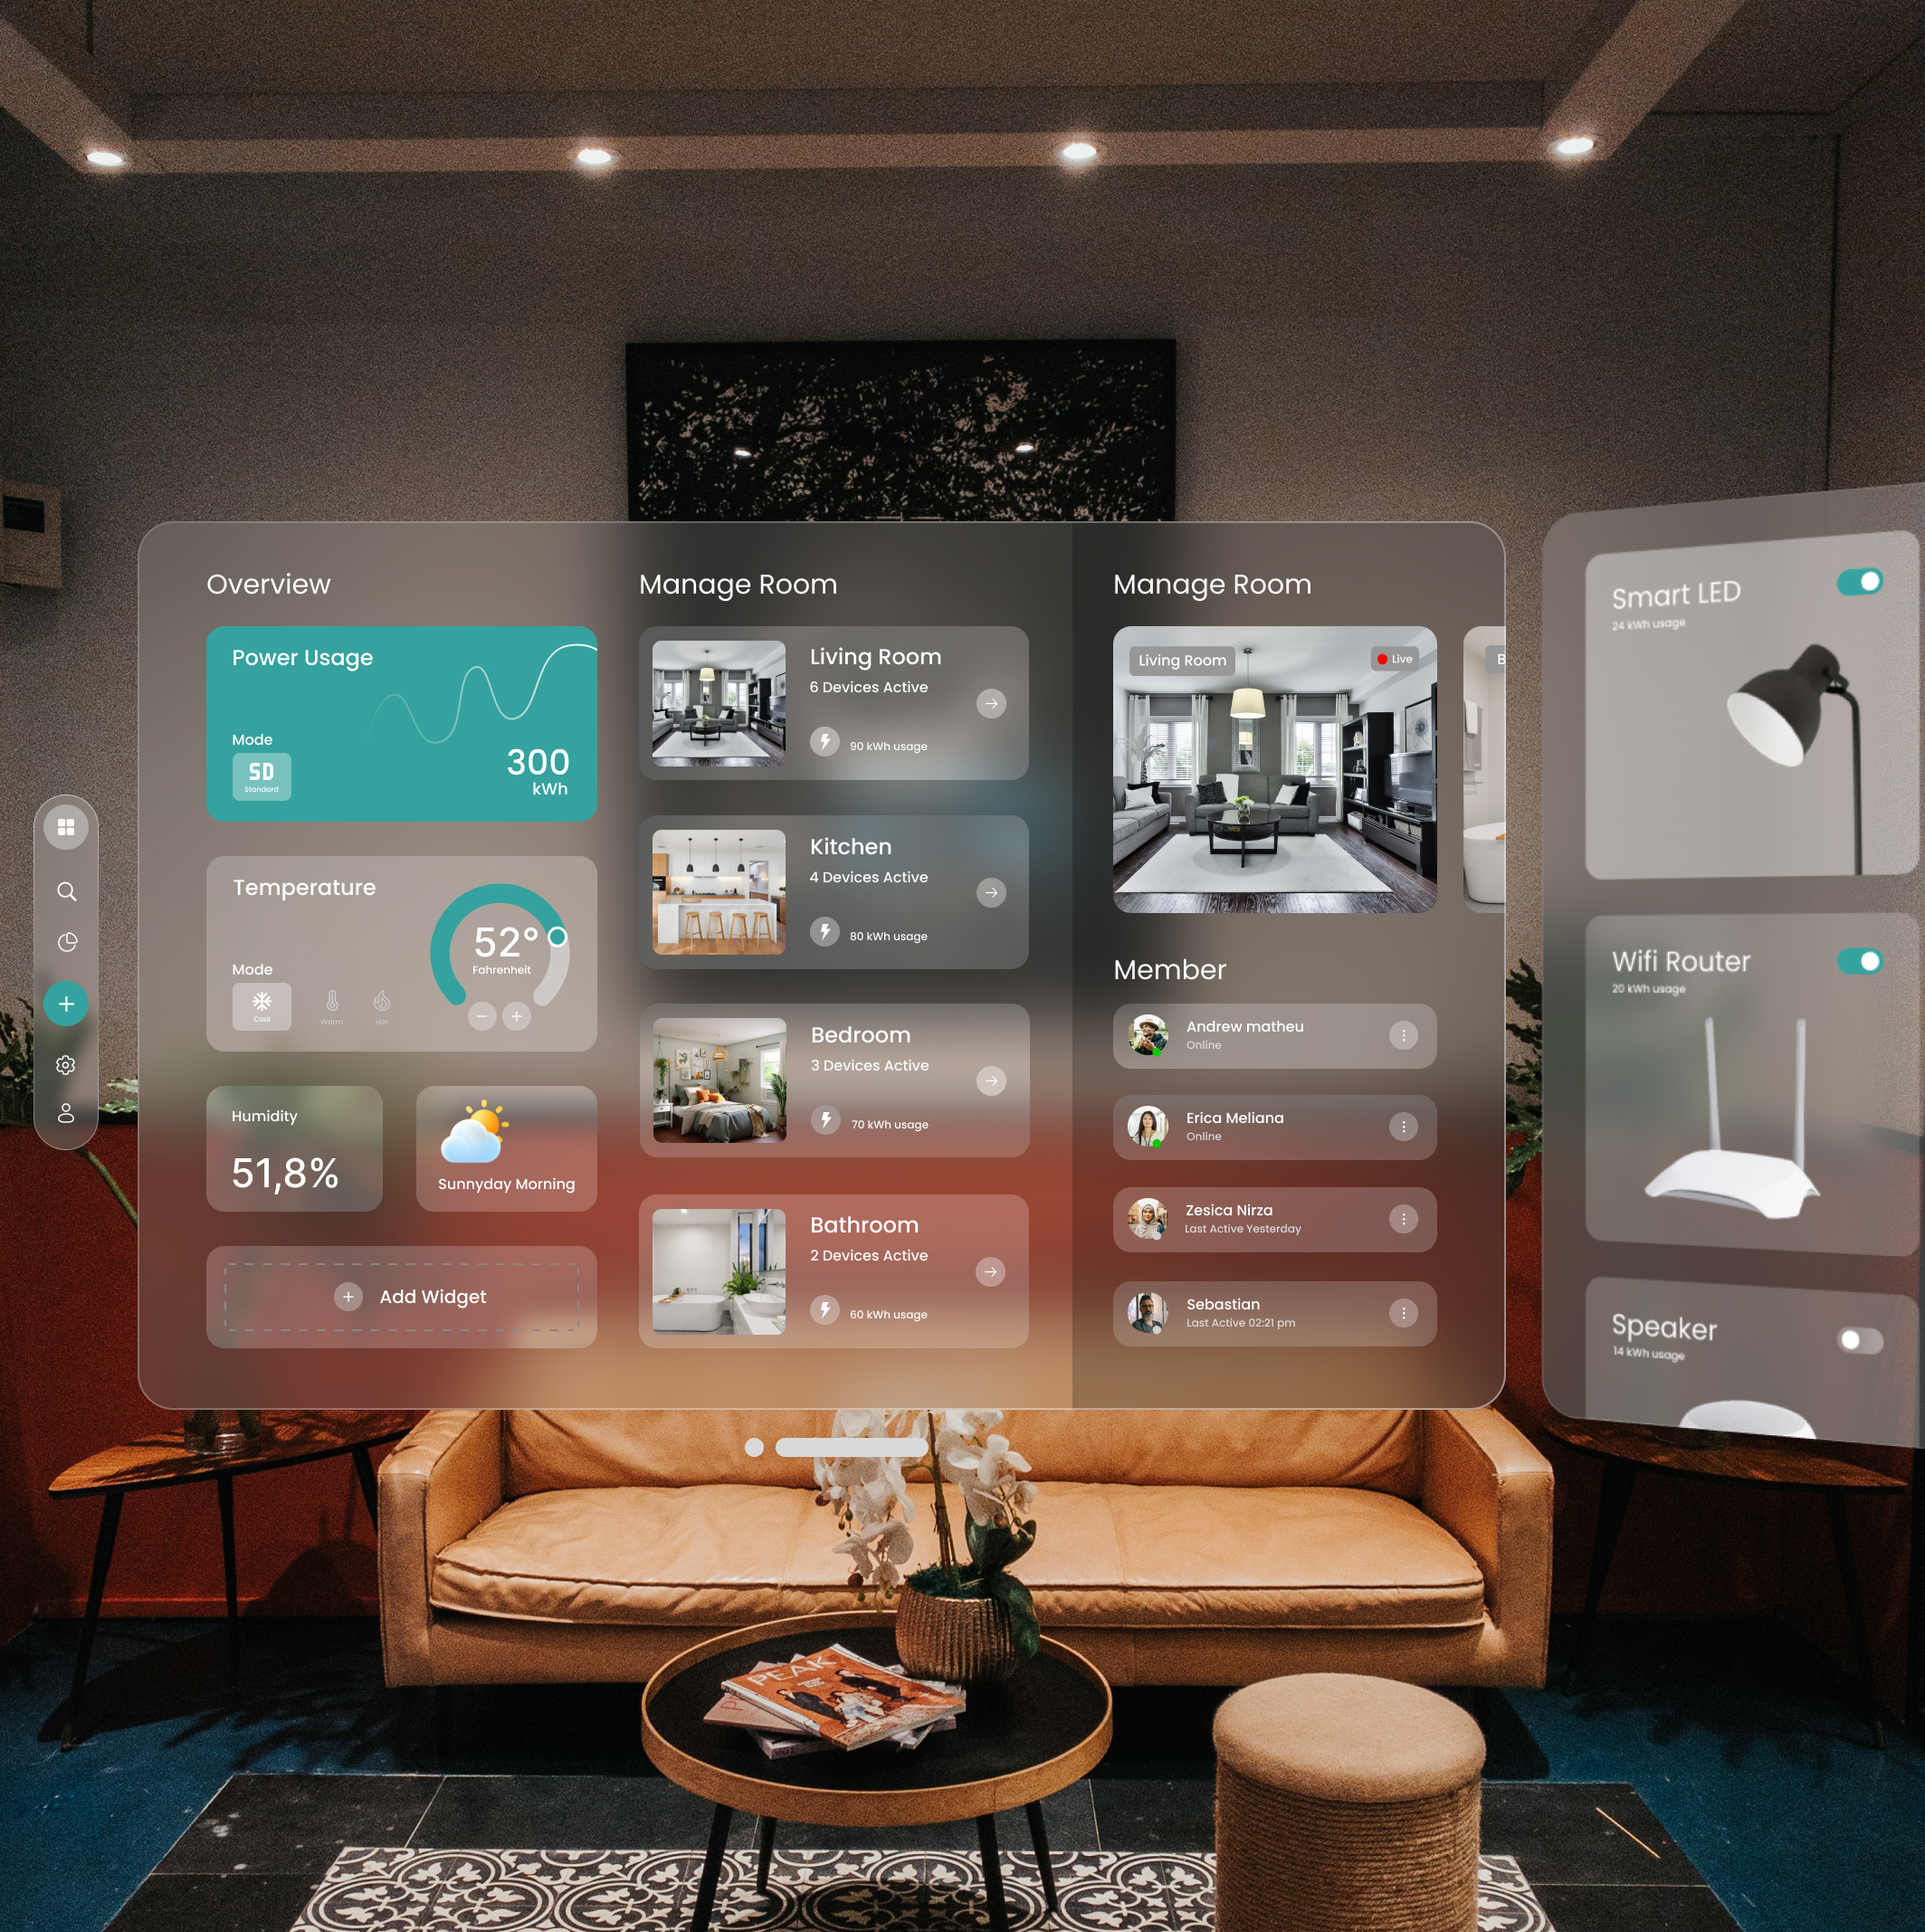 Overview
Power Usage
Mode
SD
Standard
300
kWh
Temperature
52°
Fahrenheit
Mode
Cool
Warm
Hot
Humidity
51,8%
Sunnyday Morning
Add Widget
Manage Room
Living Room
6 Devices Active
90 kWh usage
Kitchen
4 Devices Active
80 kWh usage
Bedroom
3 Devices Active
70 kWh usage
Bathroom
2 Devices Active
60 kWh usage
Manage Room
Living Room
Live
B
Member
Andrew matheu
Online
Erica Meliana
Online
Zesica Nirza
Last Active Yesterday
Sebastian
Last Active 02:21 pm
Smart LED
24 kWh usage
Wifi Router
20 kWh usage
Speaker
14 kWh usage
PEAK